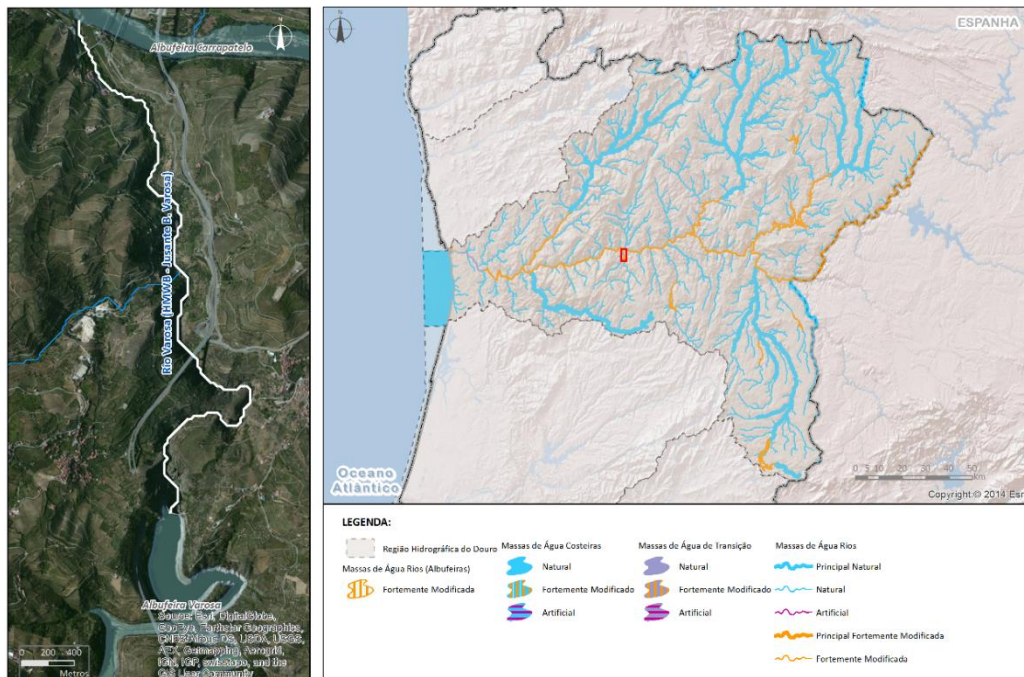 N
Albufeira Carrapatelo
Rio Varosa (HMWB - Jusante B. Varosa)
Albufeira Varosa
Source: Esri, DigitalGlobe,
GeoEye, Earthstar Geographics,
CNES/Airbus DS, USDA, USGS,
AEX, Getmapping, Aerogrid,
IGN, IGP, swisstopo, and the
GIS User Community
0 200 400
Metros
N
ESPANHA
Oceano
Atlântico
0 5 10 20 30 40 50
km
Copyright:© 2014 Esri
LEGENDA:
Região Hidrográfica do Douro
Massas de Água Rios (Albufeiras)
Fortemente Modificada
Massas de Água Costeiras
Natural
Fortemente Modificado
Artificial
Massas de Água de Transição
Natural
Fortemente Modificado
Artificial
Massas de Água Rios
Principal Natural
Natural
Artificial
Principal Fortemente Modificada
Fortemente Modificada